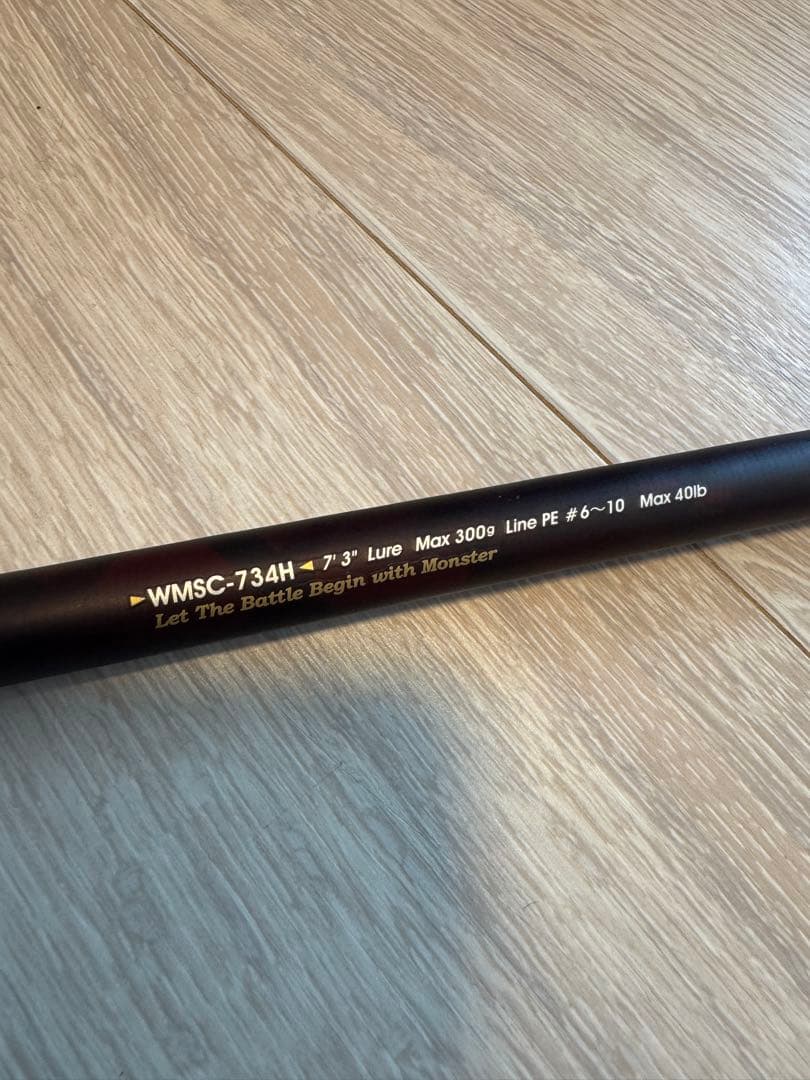 ▶WMSC-734H◀ 7' 3" Lure Max 300g Line PE #6～10 Max 40lb
Let The Battle Begin with Monster